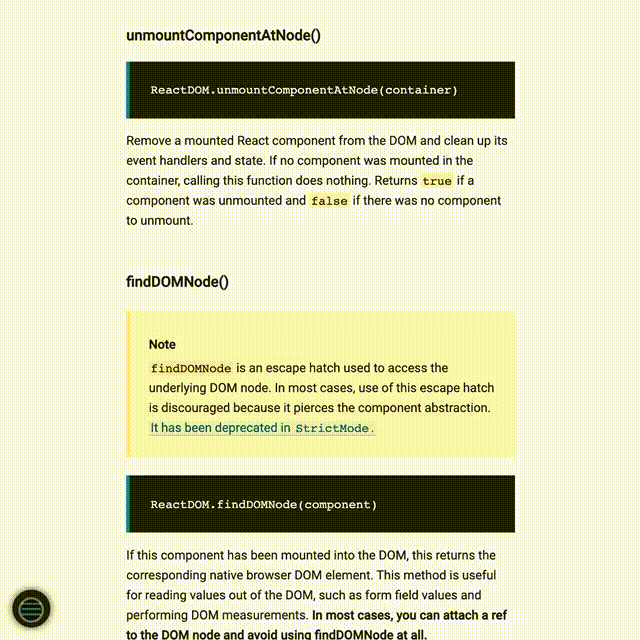 unmountComponentAtNode()
ReactDOM.unmountComponentAtNode(container)
Remove a mounted React component from the DOM and clean up its
event handlers and state. If no component was mounted in the
container, calling this function does nothing. Returns true if a
component was unmounted and false if there was no component
to unmount.
findDOMNode()
Note
findDOMNode is an escape hatch used to access the
underlying DOM node. In most cases, use of this escape hatch
is discouraged because it pierces the component abstraction.
It has been deprecated in StrictMode.
ReactDOM.findDOMNode(component)
If this component has been mounted into the DOM, this returns the
corresponding native browser DOM element. This method is useful
for reading values out of the DOM, such as form field values and
performing DOM measurements. In most cases, you can attach a ref
to the DOM node and avoid using findDOMNode at all.